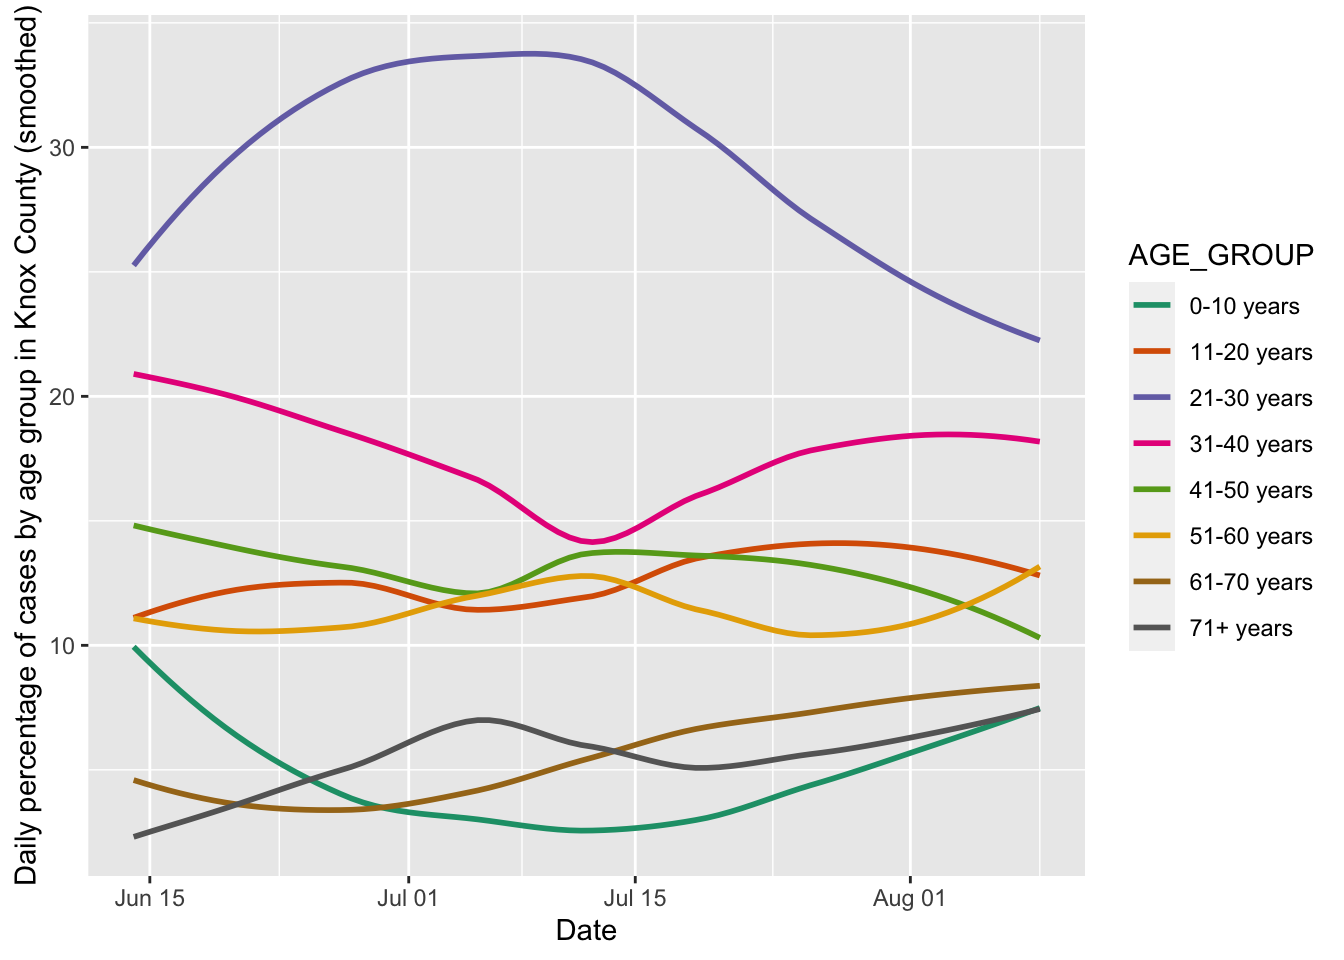 Daily percentage of cases by age group in Knox County (smoothed)
30
20
10
Jun 15
Jul 01
Jul 15
Aug 01
Date
AGE_GROUP
0-10 years
11-20 years
21-30 years
31-40 years
41-50 years
51-60 years
61-70 years
71+ years